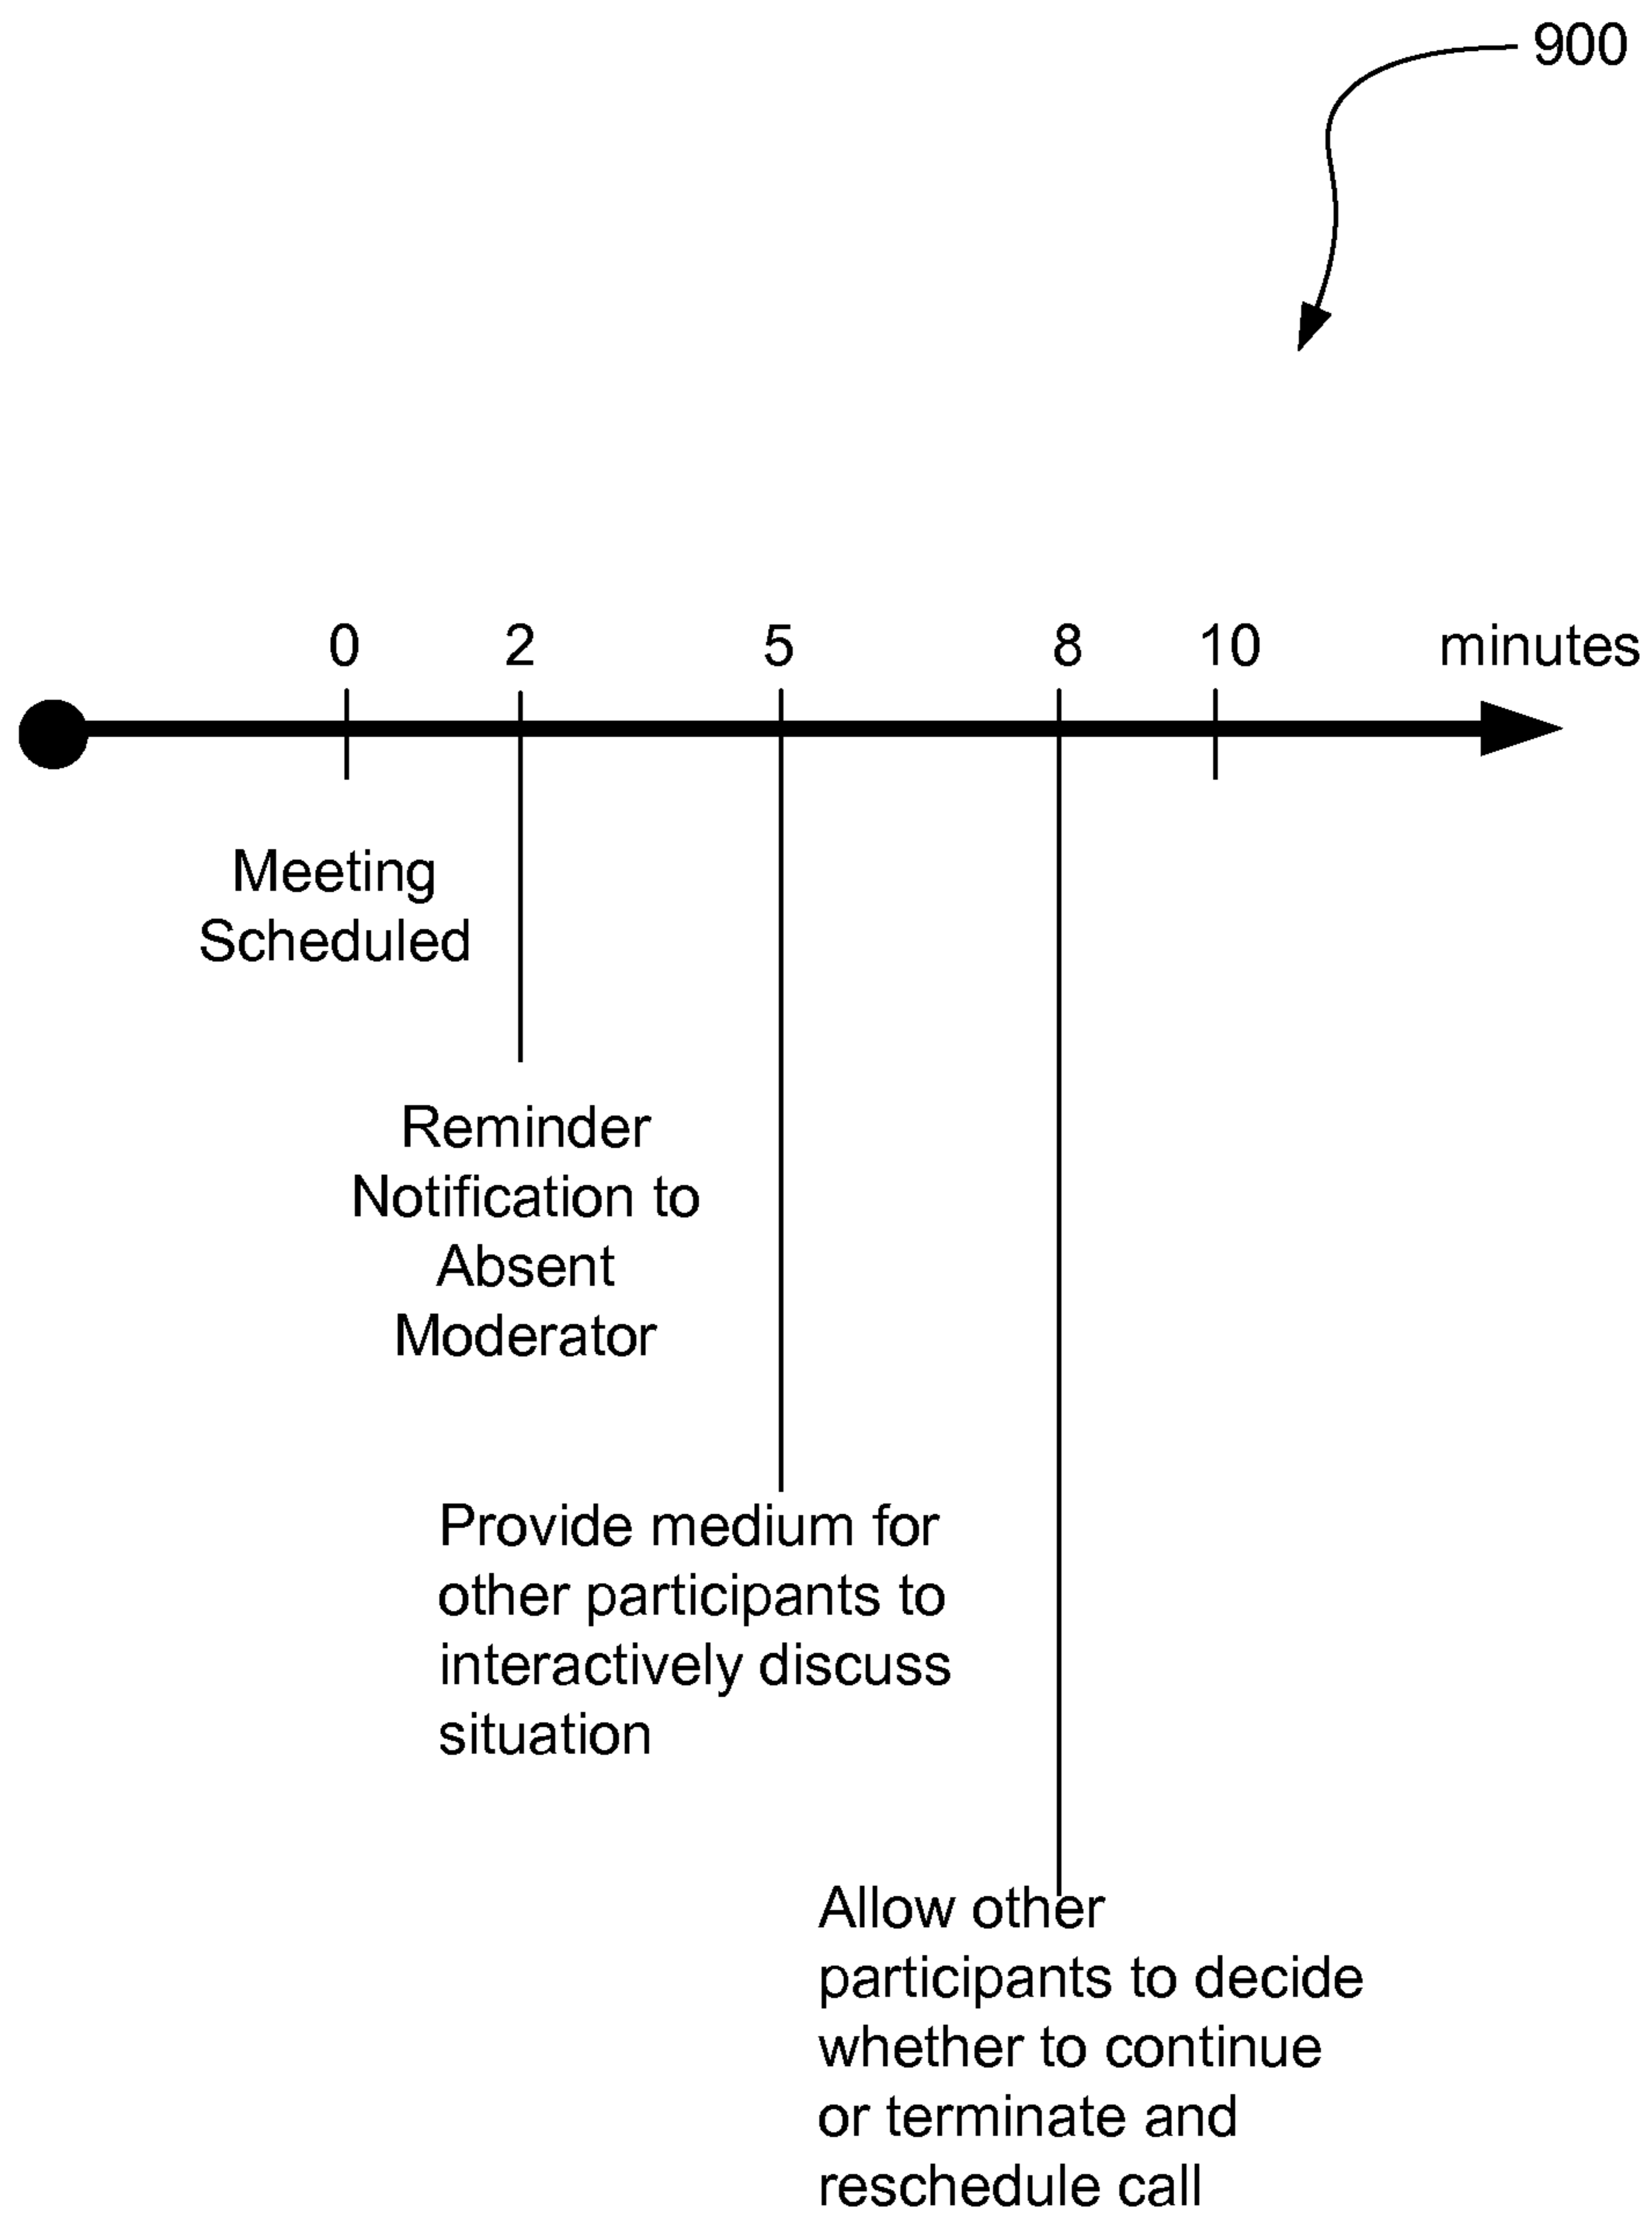 900
0 2 5 8 10 minutes
Meeting
Scheduled
Reminder
Notification to
Absent
Moderator
Provide medium for
other participants to
interactively discuss
situation
Allow other
participants to decide
whether to continue
or terminate and
reschedule call